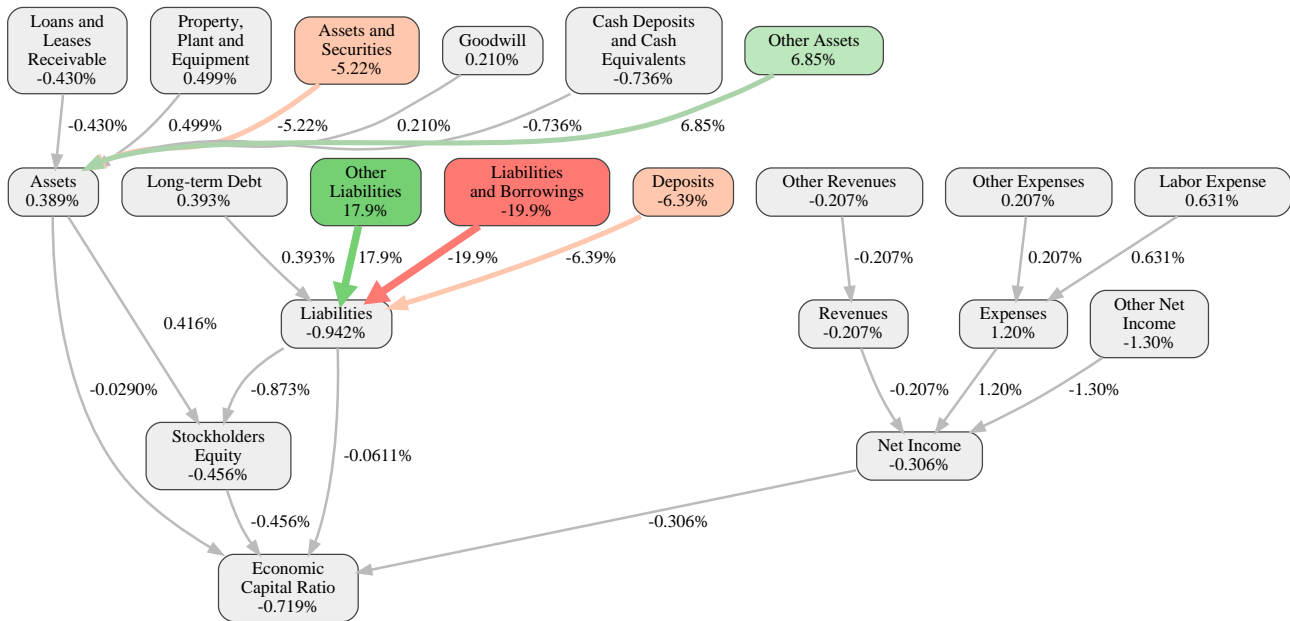 Loans and
Leases
Receivable
-0.430%
Property,
Plant and
Equipment
0.499%
Assets and
Securities
-5.22%
Goodwill
0.210%
Cash Deposits
and Cash
Equivalents
-0.736%
Other Assets
6.85%
-0.430%
0.499%
-5.22%
0.210%
-0.736%
6.85%
Assets
0.389%
Long-term Debt
0.393%
Other
Liabilities
17.9%
Liabilities
and Borrowings
-19.9%
Deposits
-6.39%
Other Revenues
-0.207%
Other Expenses
0.207%
Labor Expense
0.631%
0.393%
17.9%
-19.9%
-6.39%
-0.207%
0.207%
0.631%
Liabilities
-0.942%
Revenues
-0.207%
Expenses
1.20%
Other Net
Income
-1.30%
0.416%
-0.0290%
-0.873%
-0.207%
1.20%
-1.30%
Stockholders
Equity
-0.456%
-0.0611%
Net Income
-0.306%
-0.456%
-0.306%
Economic
Capital Ratio
-0.719%